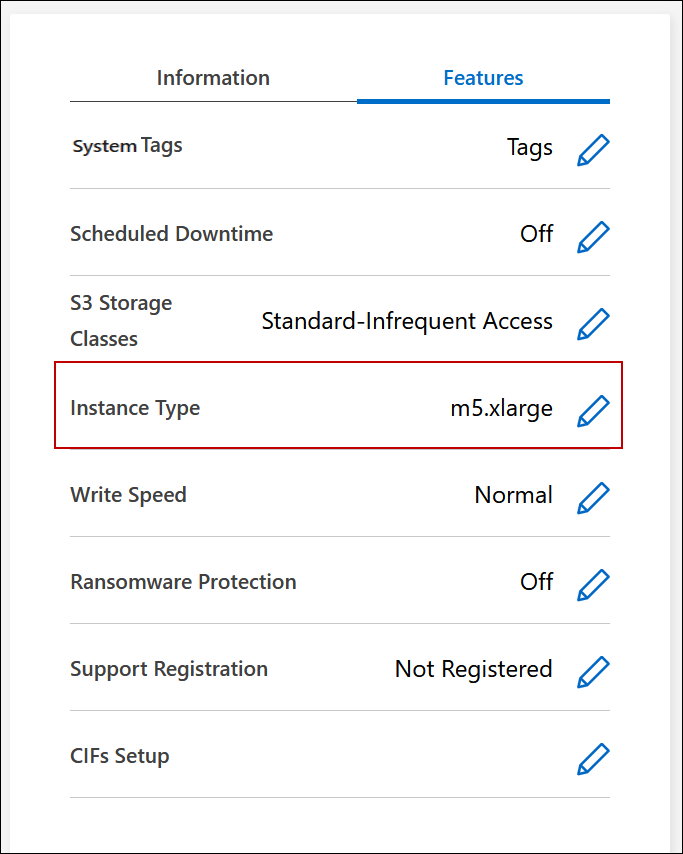 Information Features
System Tags Tags
Scheduled Downtime Off
S3 Storage
Classes Standard-Infrequent Access
Instance Type m5.xlarge
Write Speed Normal
Ransomware Protection Off
Support Registration Not Registered
CIFs Setup